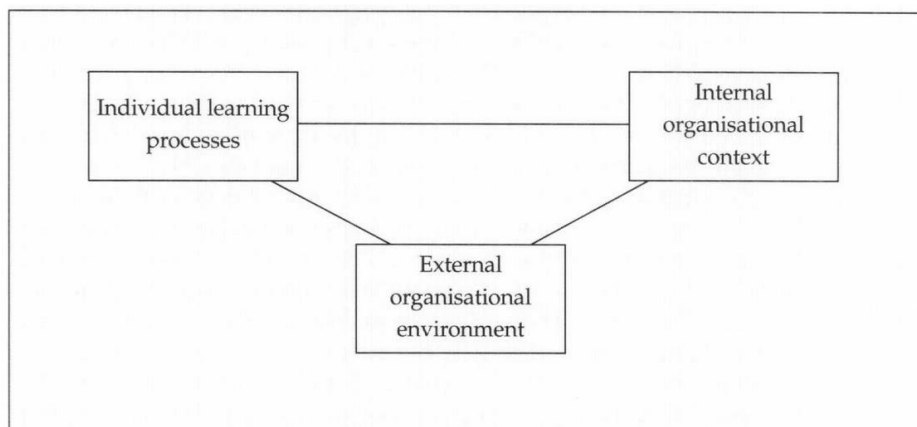 Individual learning
processes
Internal
organisational
context
External
organisational
environment